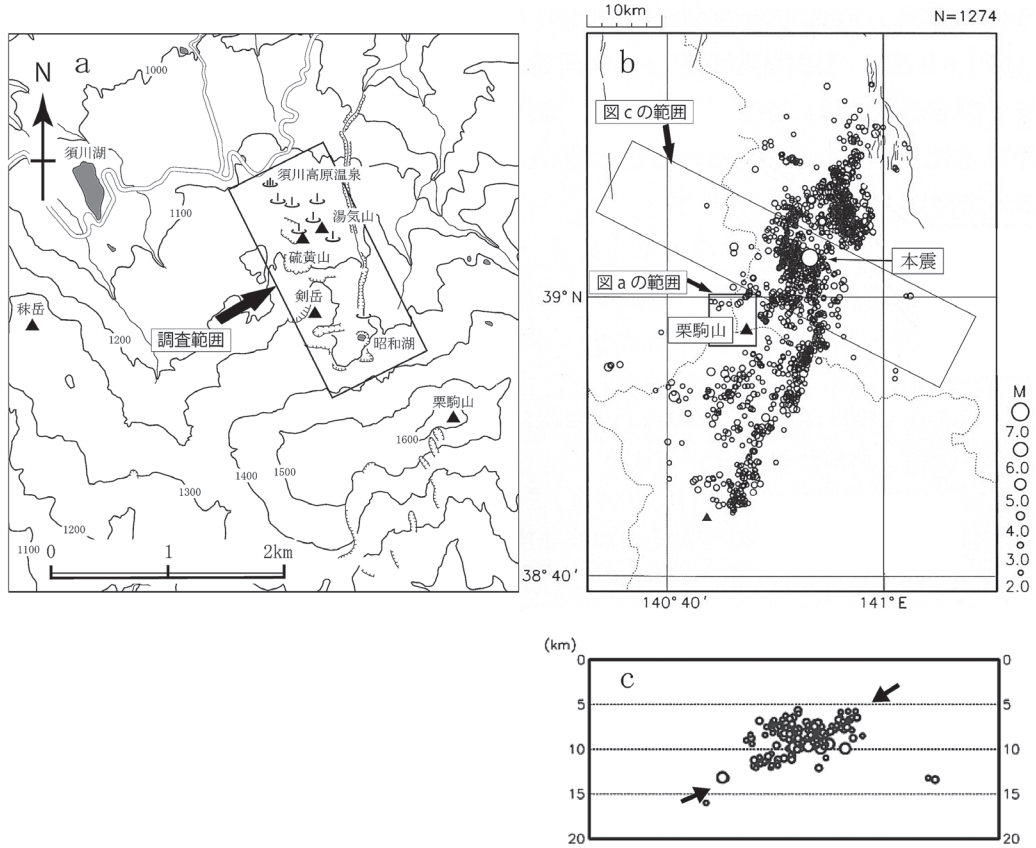 a
N
1000
須川湖
須川高原温泉
1100
湯気山
硫黄山
秣岳
剣岳
1200
調査範囲
昭和湖
栗駒山
1600
1500
1400
1300
1200
1100
0 1 2km
10km
N=1274
b
図cの範囲
本震
図aの範囲
39°N
栗駒山
38°40′
140°40′ 141°E
M
7.0
6.0
5.0
4.0
3.0
2.0
(km)
c
0 0
5 5
10 10
15 15
20 20